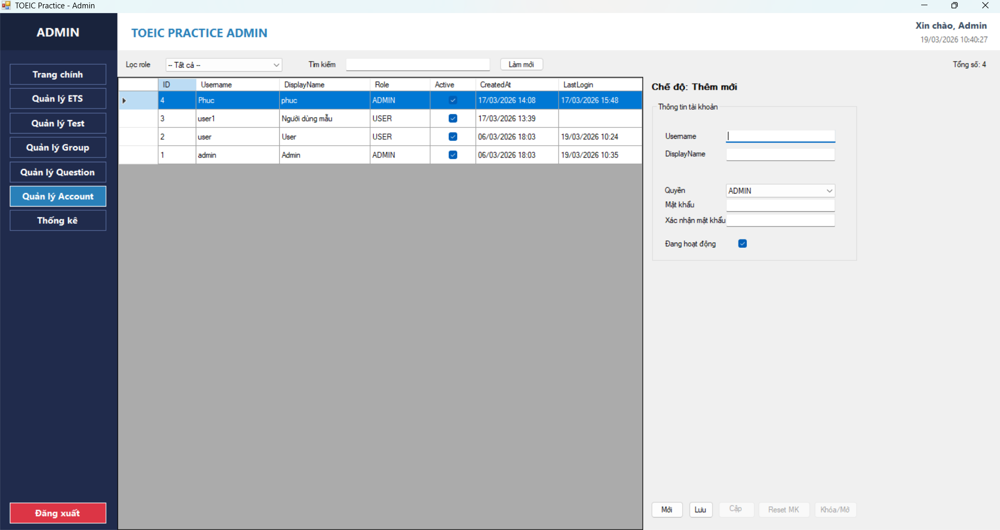 TOEIC Practice - Admin
ADMIN
TOEIC PRACTICE ADMIN
Xin chào, Admin
19/03/2026 10:40:27
Trang chính
Quản lý ETS
Quản lý Test
Quản lý Group
Quản lý Question
Quản lý Account
Thống kê
Đăng xuất
Lọc role -- Tất cả -- Tìm kiếm Làm mới Tổng số: 4
ID Username DisplayName Role Active CreatedAt LastLogin
4 Phuc phuc ADMIN 17/03/2026 14:08 17/03/2026 15:48
3 user1 Người dùng mẫu USER 17/03/2026 13:39
2 user User USER 06/03/2026 18:03 19/03/2026 10:24
1 admin Admin ADMIN 06/03/2026 18:03 19/03/2026 10:35
Chế độ: Thêm mới
Thông tin tài khoản
Username
DisplayName
Quyền ADMIN
Mật khẩu
Xác nhận mật khẩu
Đang hoạt động
Mới Lưu Cập Reset MK Khóa/Mở